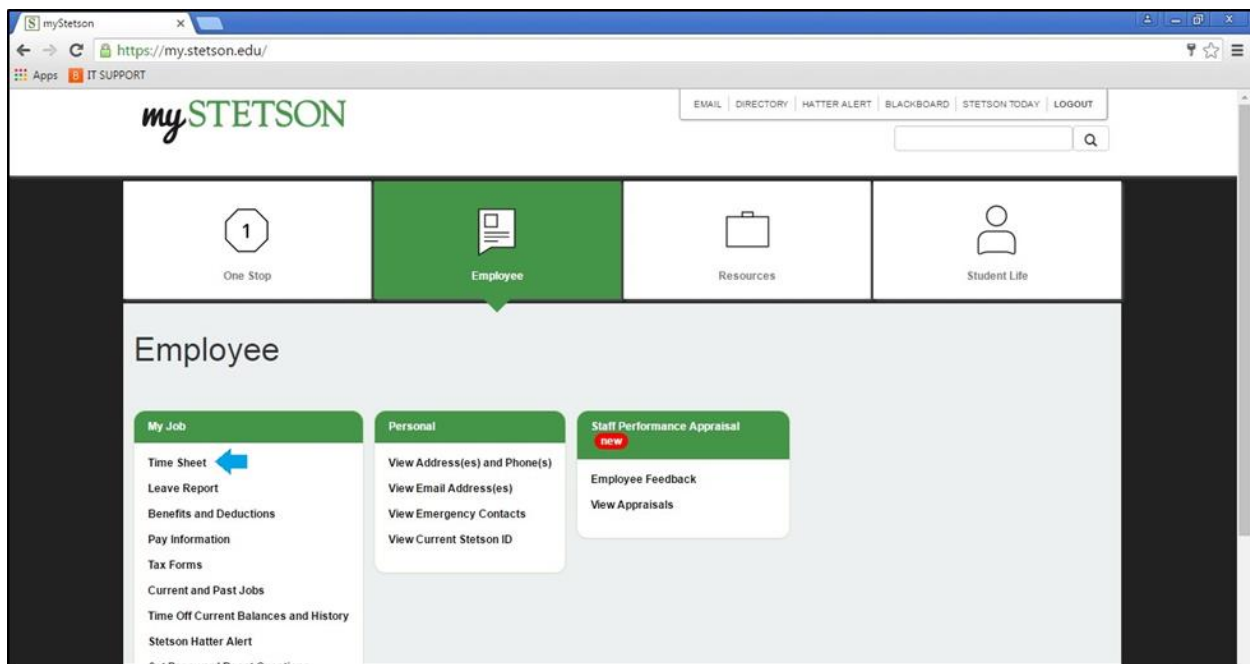 myStetson
https://my.stetson.edu/
Apps B IT SUPPORT
mySTETSON
EMAIL DIRECTORY HATTER ALERT BLACKBOARD STETSON TODAY LOGOUT
1
One Stop
Employee
Resources
Student Life
Employee
My Job
Time Sheet
Leave Report
Benefits and Deductions
Pay Information
Tax Forms
Current and Past Jobs
Time Off Current Balances and History
Stetson Hatter Alert
Personal
View Address(es) and Phone(s)
View Email Address(es)
View Emergency Contacts
View Current Stetson ID
Staff Performance Appraisal
new
Employee Feedback
View Appraisals